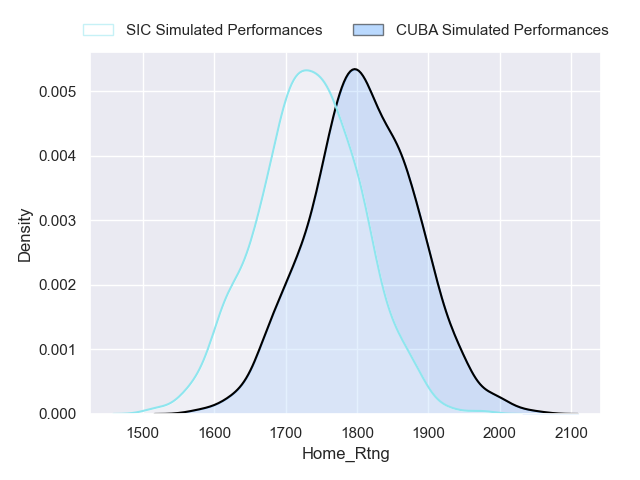 SIC Simulated Performances CUBA Simulated Performances
0.005
0.004
0.003
0.002
0.001
0.000
Density
1500 1600 1700 1800 1900 2000 2100
Home_Rtng